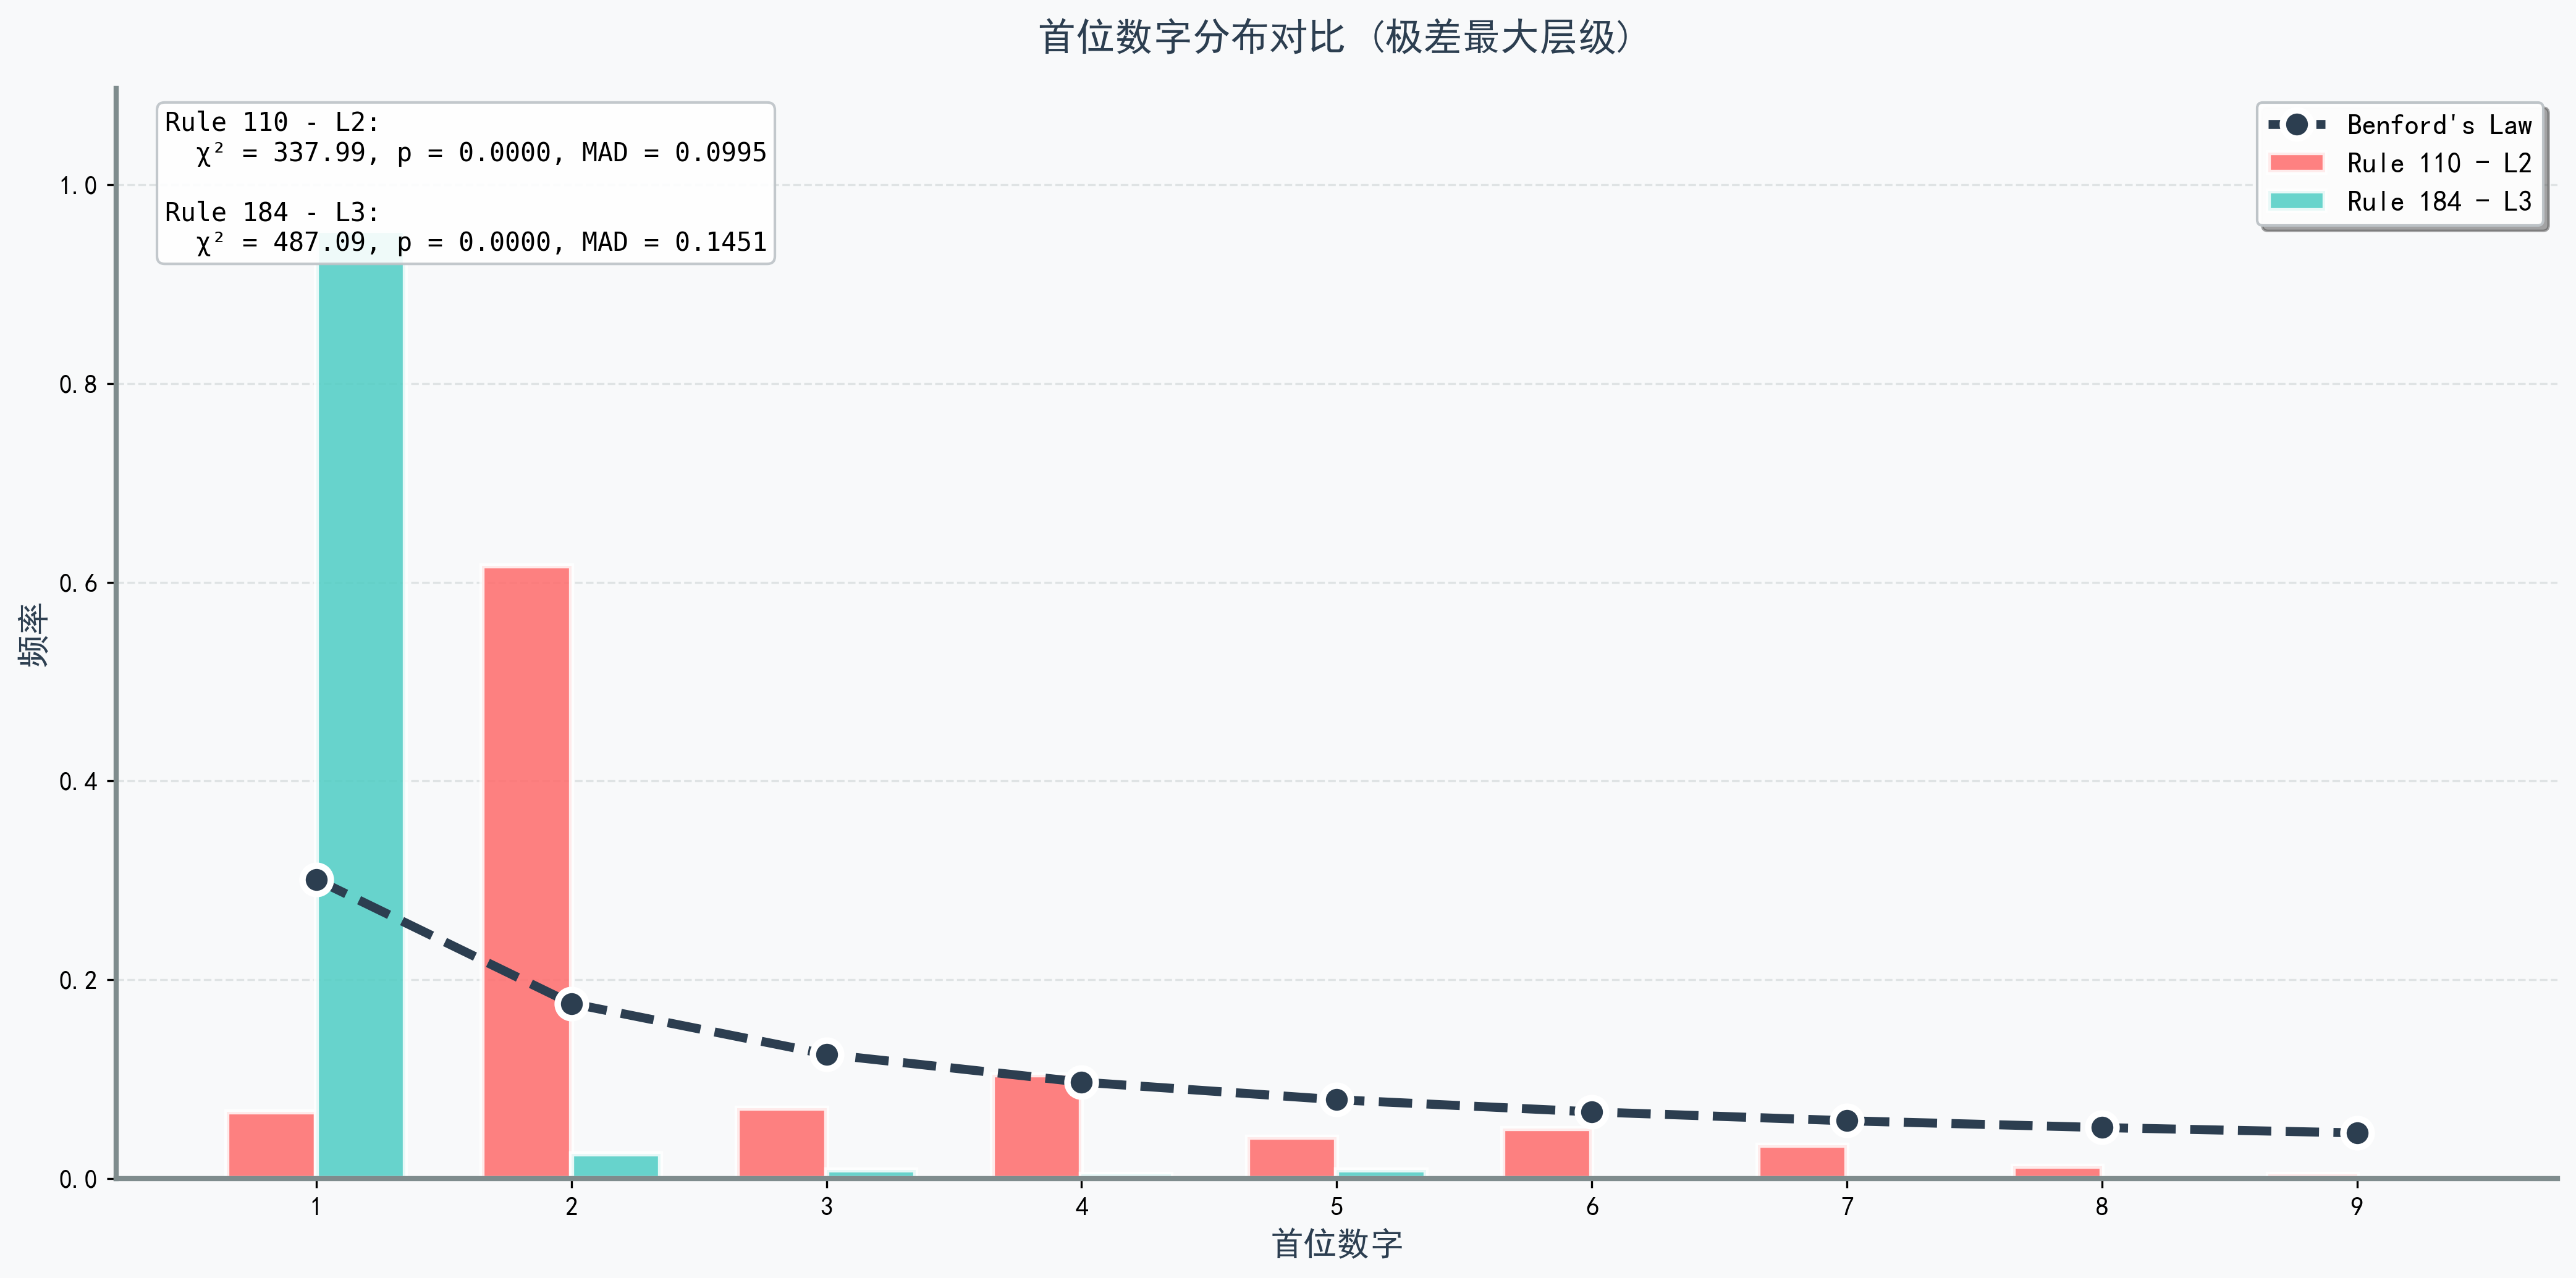 首位数字分布对比 (极差最大层级)
Rule 110 - L2:
χ² = 337.99, p = 0.0000, MAD = 0.0995
Rule 184 - L3:
χ² = 487.09, p = 0.0000, MAD = 0.1451
Benford's Law
Rule 110 - L2
Rule 184 - L3
频率
1.0
0.8
0.6
0.4
0.2
0.0
1 2 3 4 5 6 7 8 9
首位数字